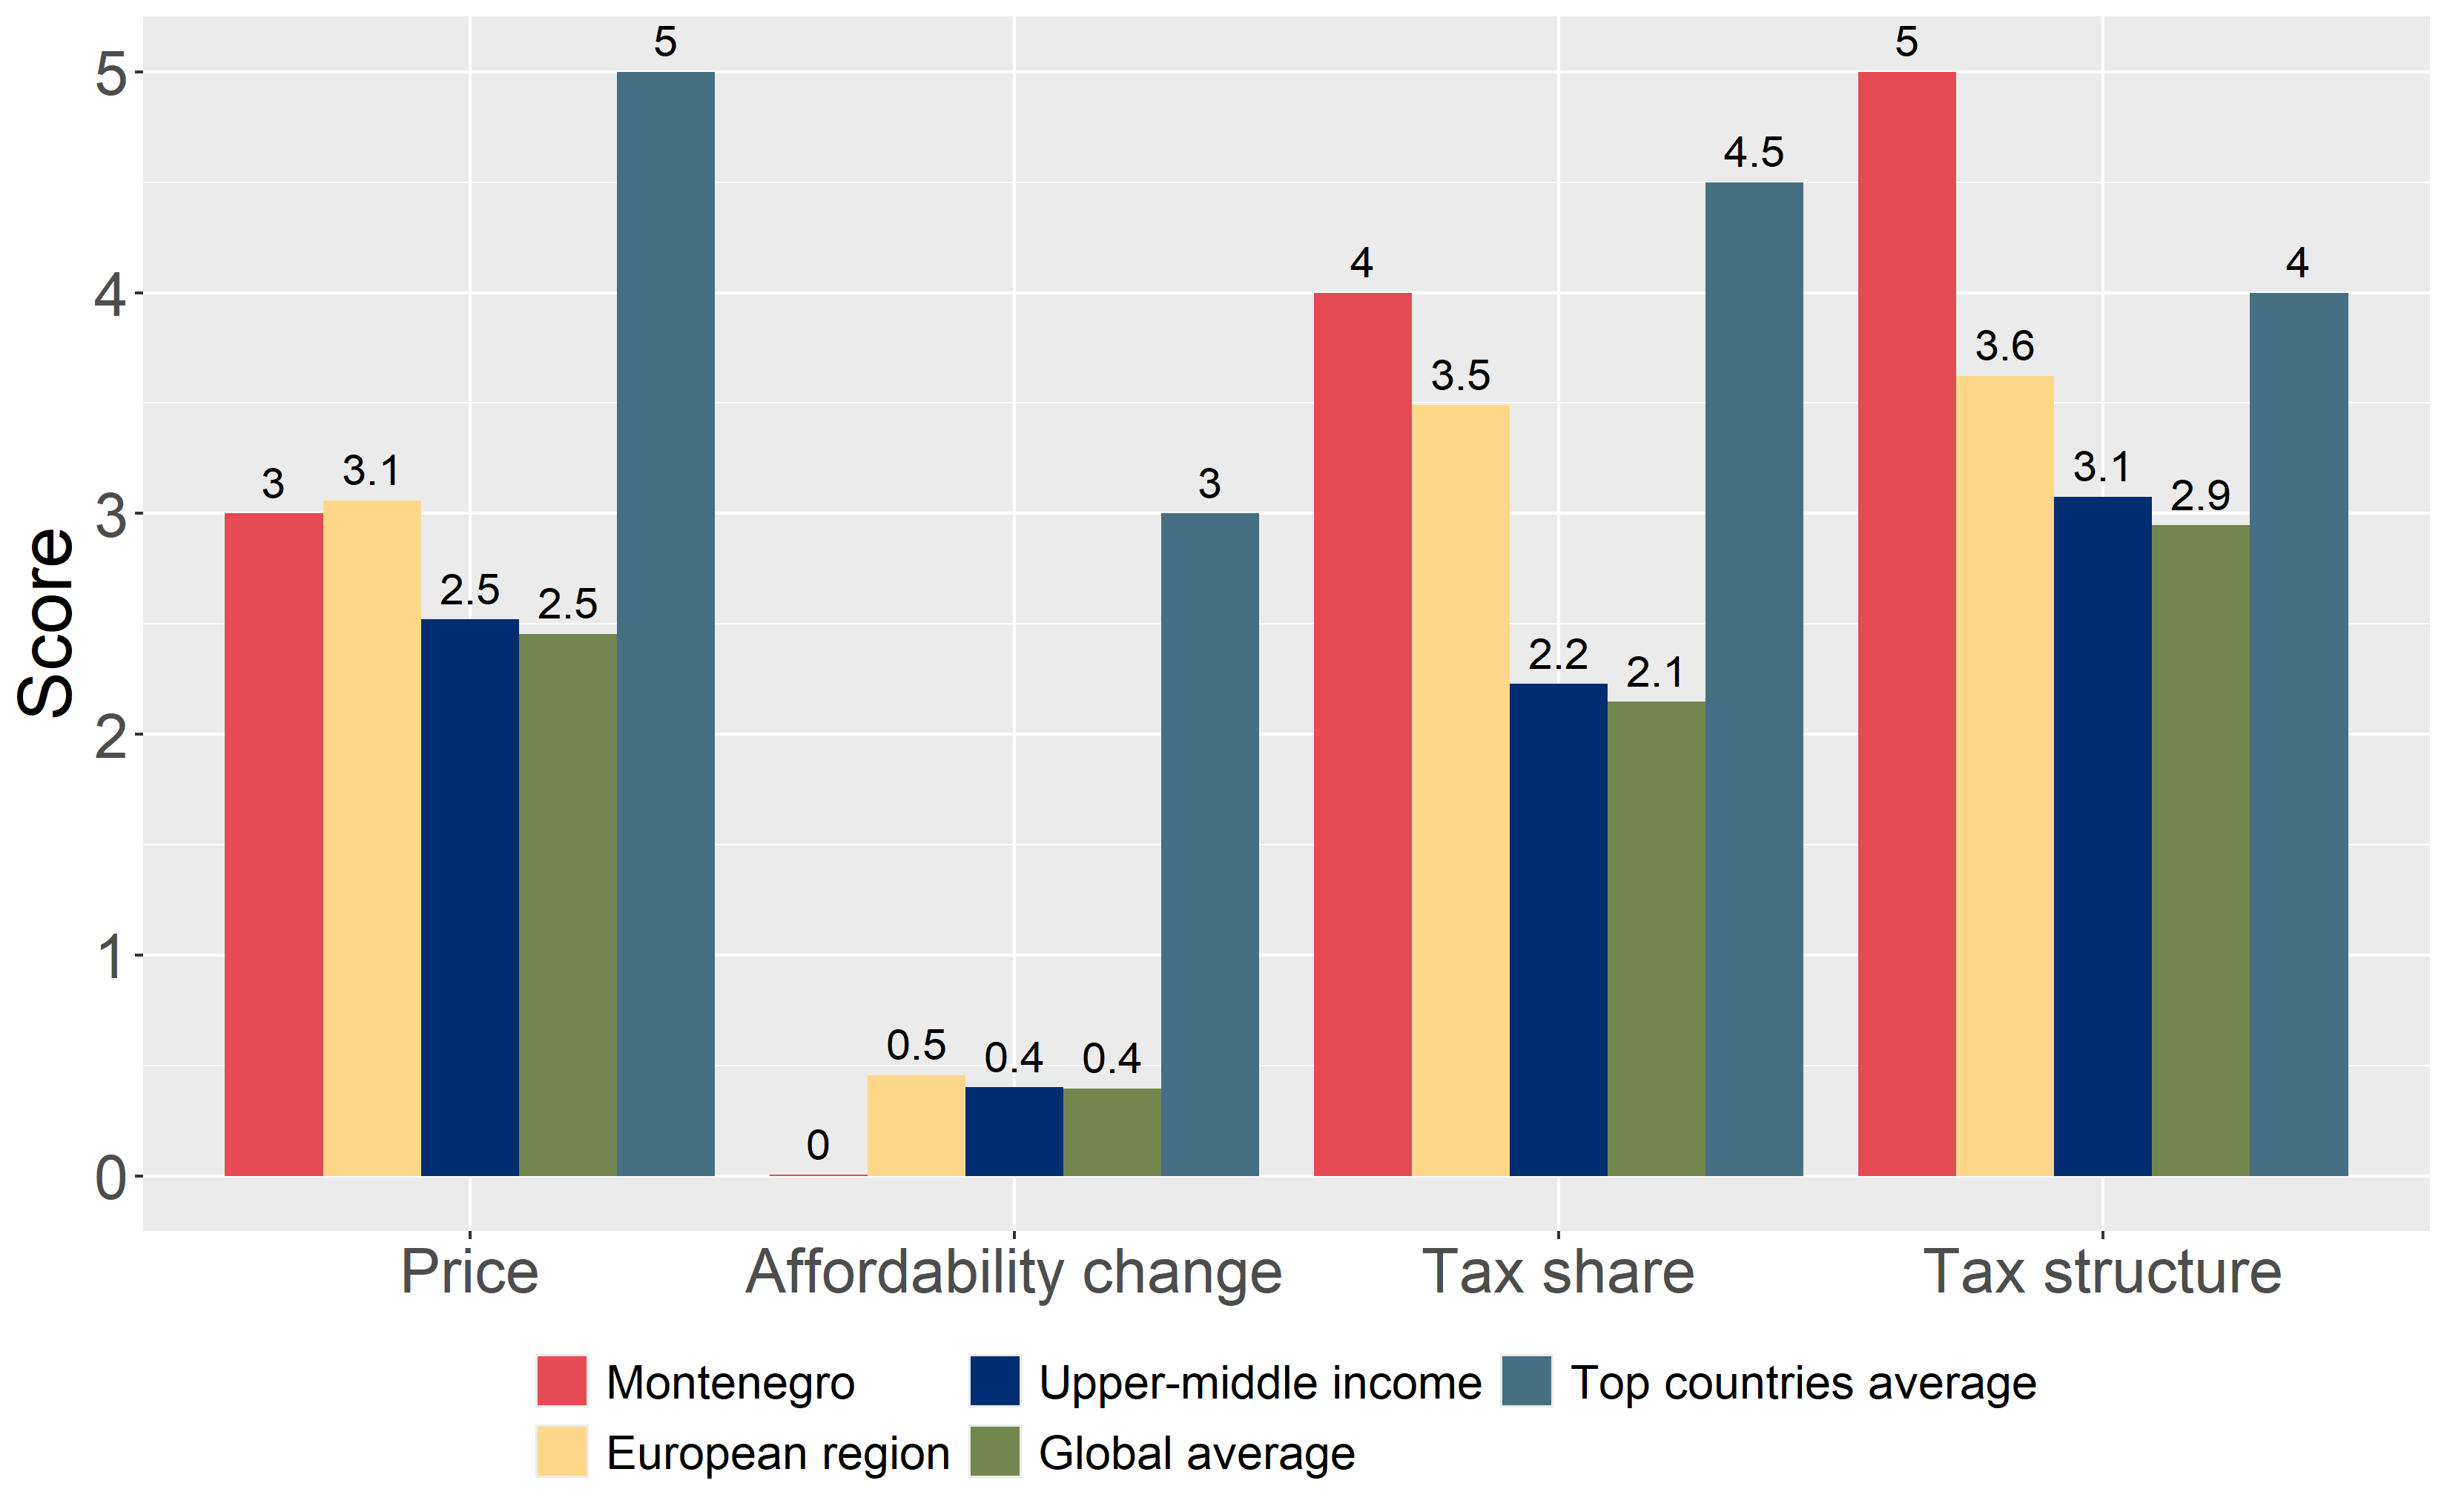 Score
5
4
3
2
1
0
3
3.1
2.5
2.5
5
0
0.5
0.4
0.4
3
4
3.5
2.2
2.1
4.5
5
3.6
3.1
2.9
4
Price
Affordability change
Tax share
Tax structure
Montenegro
Upper-middle income
Top countries average
European region
Global average